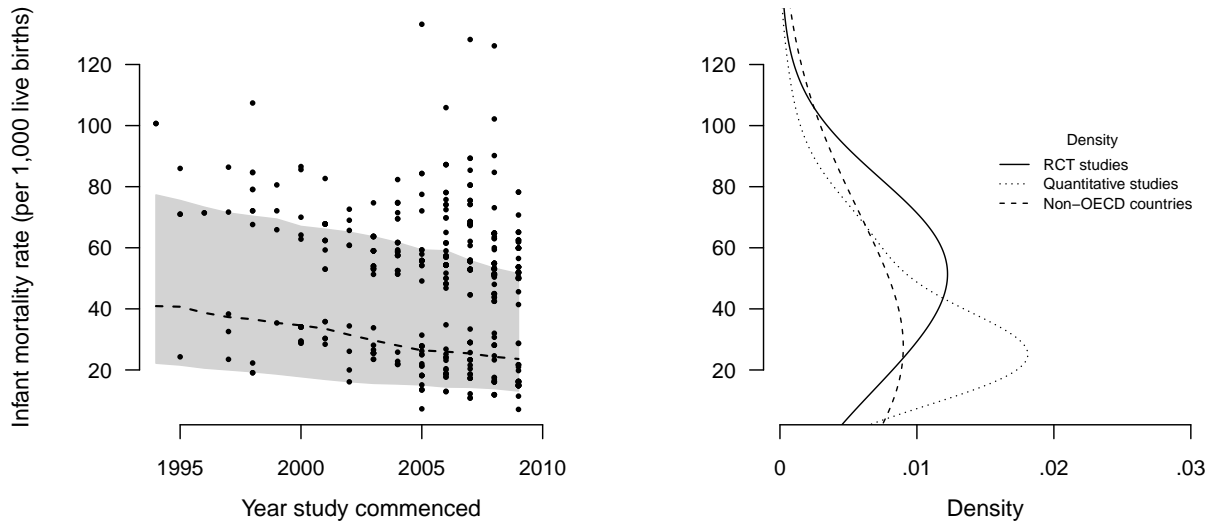 Infant mortality rate (per 1,000 live births)
120
100
80
60
40
20
1995 2000 2005 2010
Year study commenced
120
100
80
60
40
20
Density
RCT studies
Quantitative studies
Non−OECD countries
0 .01 .02 .03
Density